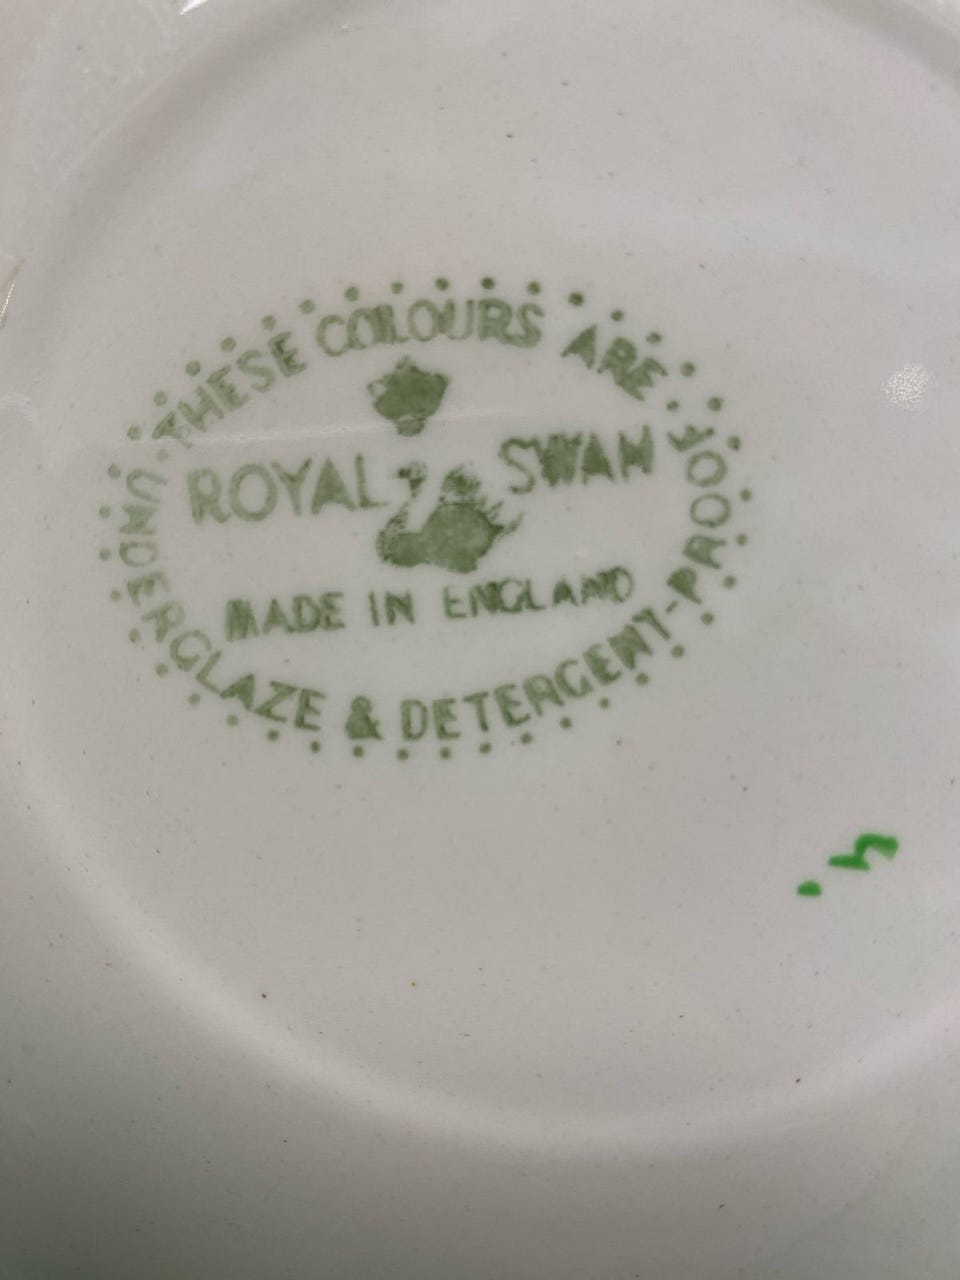 THESE COLOURS ARE
ROYAL SWAN
MADE IN ENGLAND
UNDERGLAZE & DETERGENT-PROOF